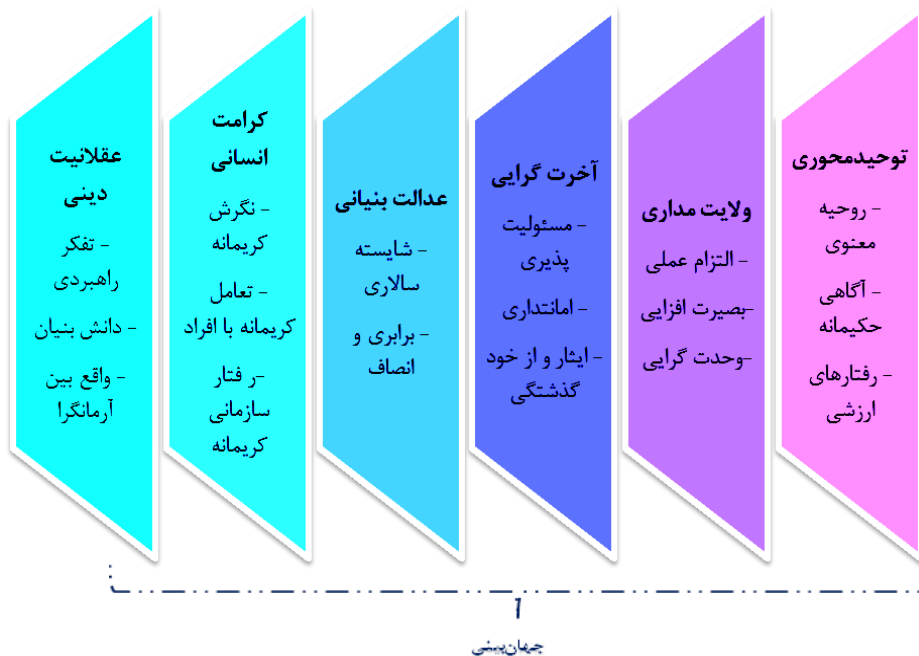 توحیدمحوری
- روحیه
معنوی
- آگاهی
حکیمانه
- رفتارهای
ارزشی
ولایت مداری
- التزام عملی
-بصیرت افزایی
-وحدت گرایی
آخرت گرایی
- مسئولیت
پذیری
- امانتداری
- ایثار و از خود
گذشتگی
عدالت بنیانی
- شایسته
سالاری
- برابری و
انصاف
کرامت
انسانی
- نگرش
کریمانه
- تعامل
کریمانه با افراد
- ر فتار
سازمانی
کریمانه
عقلانیت
دینی
- تفکر
راهبردی
- دانش بنیان
- واقع بین
آرمانگرا
1
جهان‌بینی